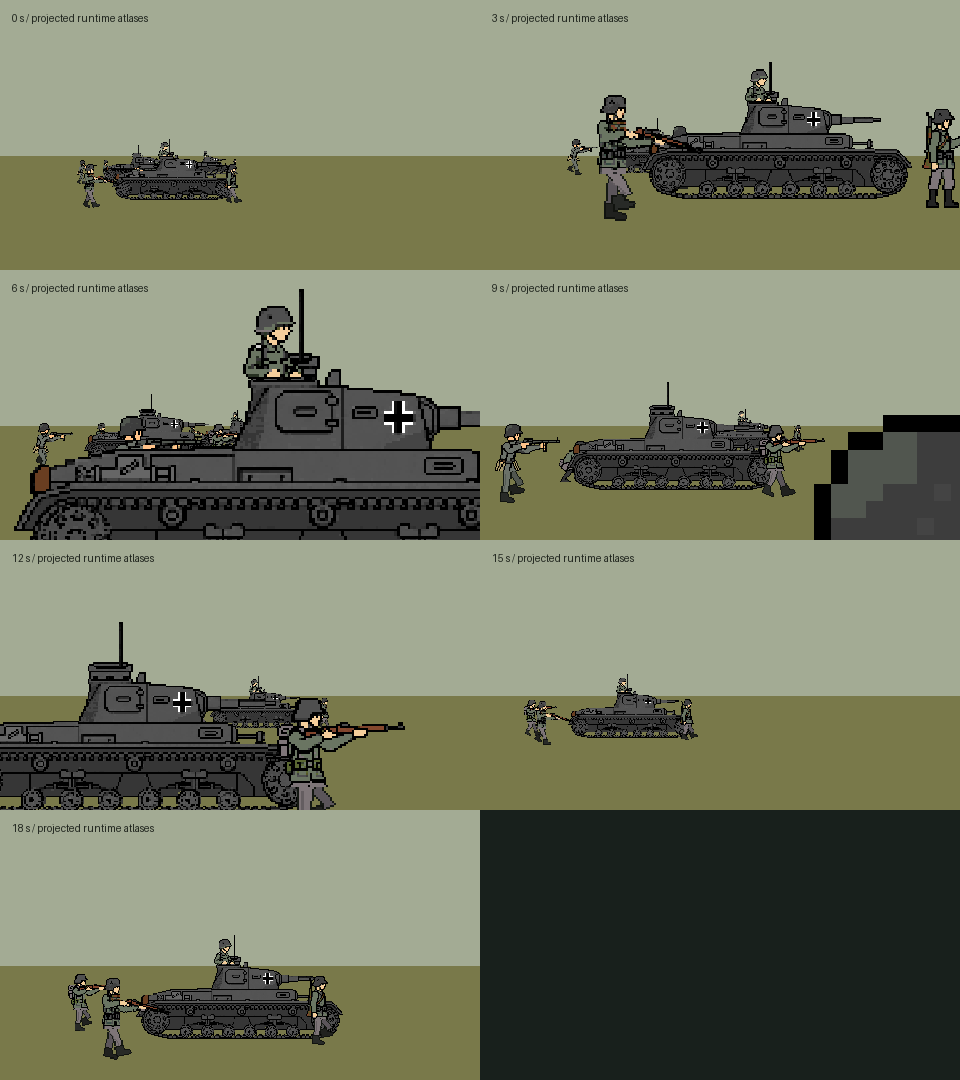 0 s / projected runtime atlases
3 s / projected runtime atlases
6 s / projected runtime atlases
9 s / projected runtime atlases
12 s / projected runtime atlases
15 s / projected runtime atlases
18 s / projected runtime atlases